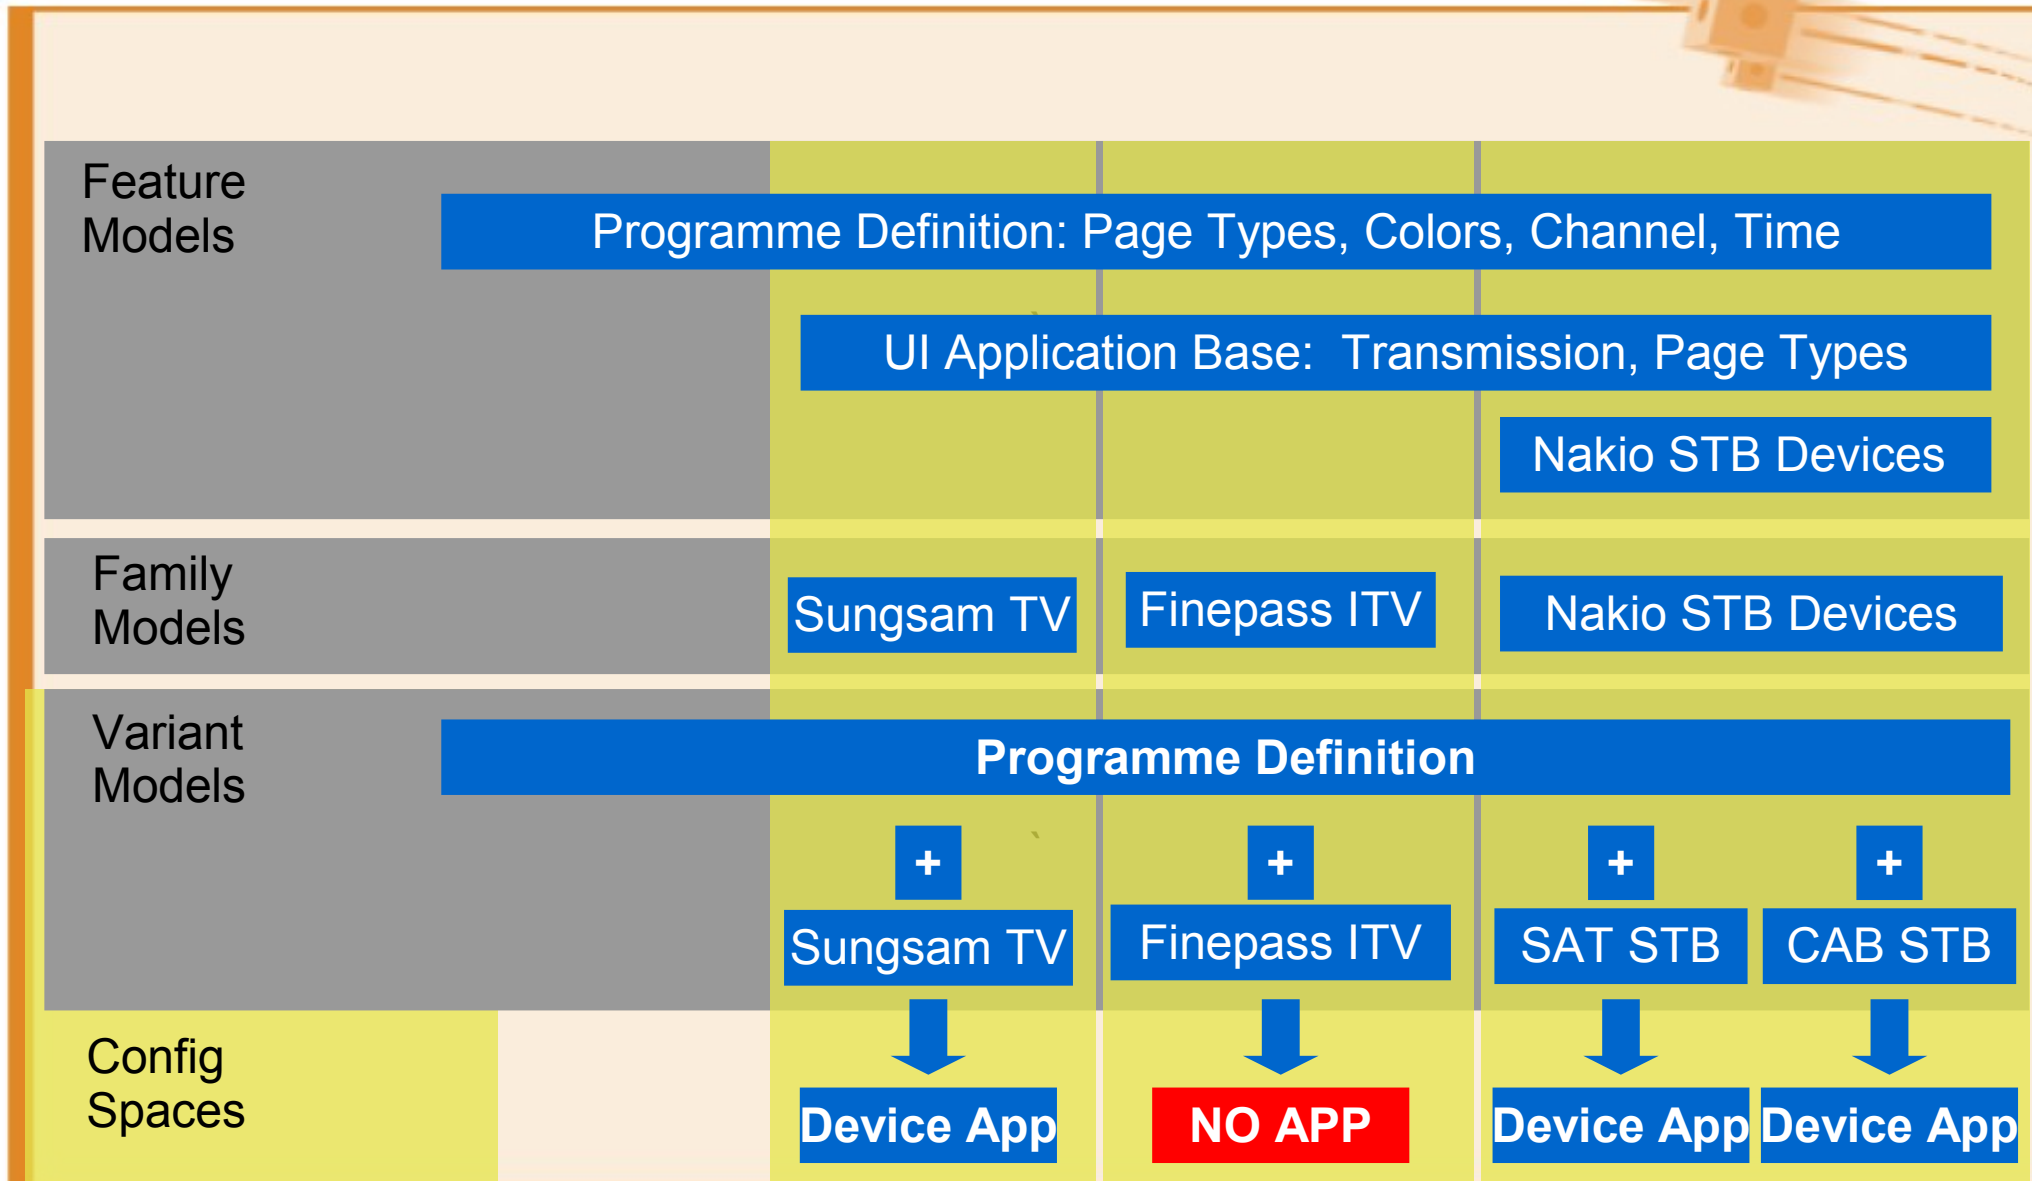 Feature
Models
Programme Definition: Page Types, Colors, Channel, Time
`
UI Application Base:  Transmission, Page Types
Nakio STB Devices
Family
Models
Sungsam TV
Finepass ITV
Nakio STB Devices
Variant
Models
Programme Definition
`
+
+
+
+
Sungsam TV
Finepass ITV
SAT STB
CAB STB
Config
Spaces
Device App
NO APP
Device App
Device App